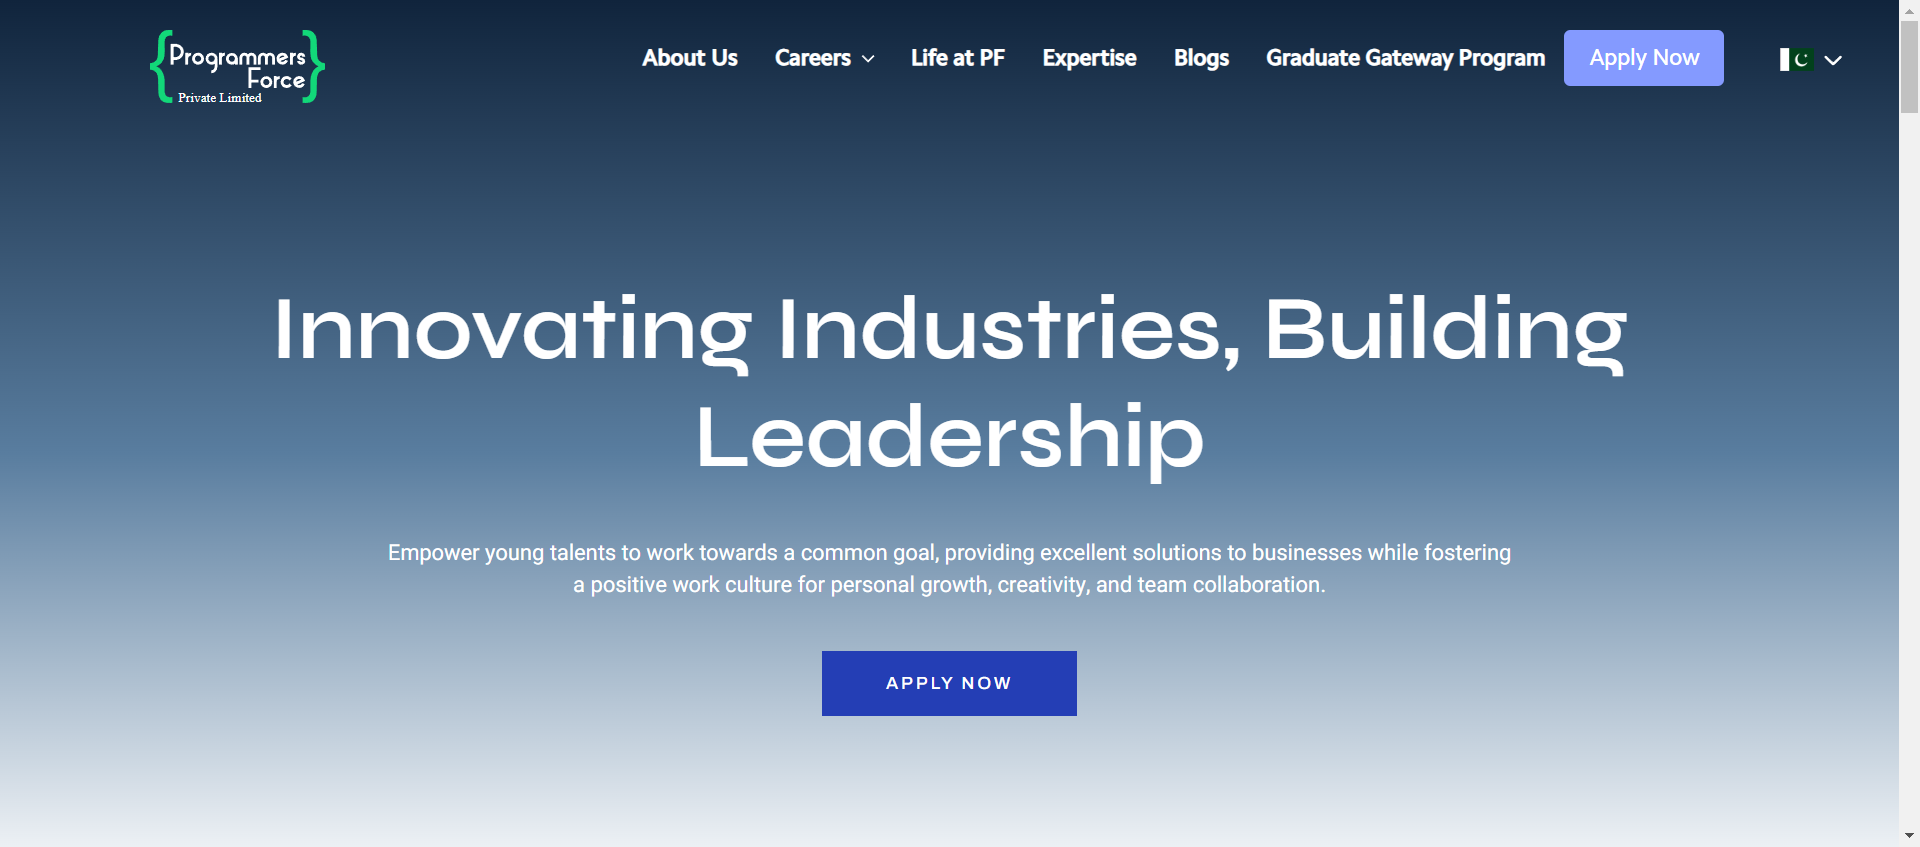 {Programmers
Force}
Private Limited
About Us
Careers
Life at PF
Expertise
Blogs
Graduate Gateway Program
Apply Now
Innovating Industries, Building
Leadership
Empower young talents to work towards a common goal, providing excellent solutions to businesses while fostering
a positive work culture for personal growth, creativity, and team collaboration.
APPLY NOW